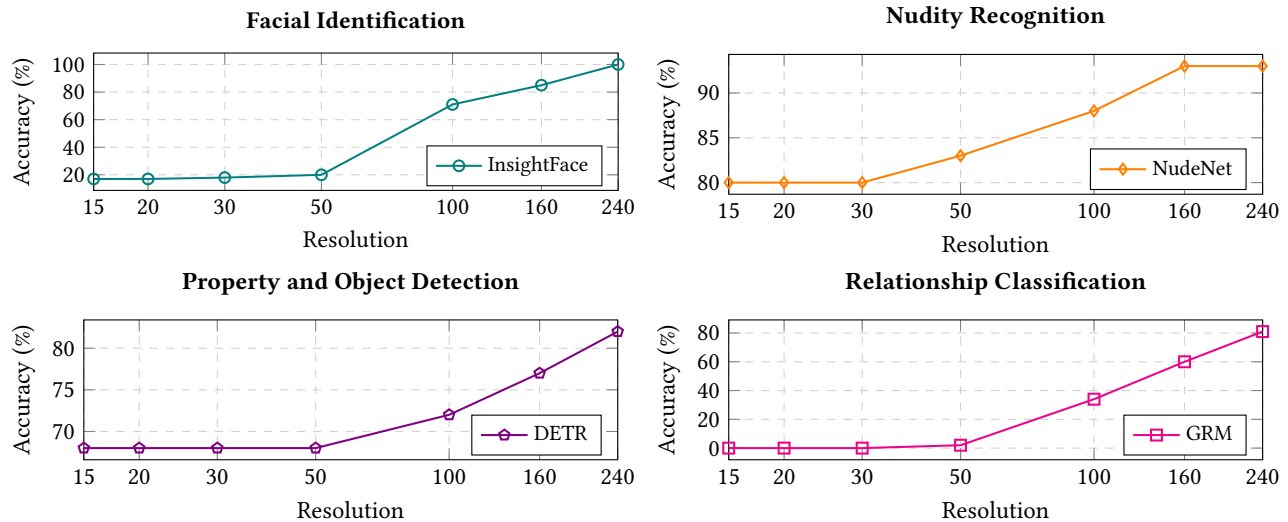 Facial Identification
Accuracy (%)
100
80
60
40
20
InsightFace
15 20 30 50 100 160 240
Resolution
Nudity Recognition
Accuracy (%)
90
85
80
NudeNet
15 20 30 50 100 160 240
Resolution
Property and Object Detection
Accuracy (%)
80
75
70
DETR
15 20 30 50 100 160 240
Resolution
Relationship Classification
Accuracy (%)
80
60
40
20
0
GRM
15 20 30 50 100 160 240
Resolution